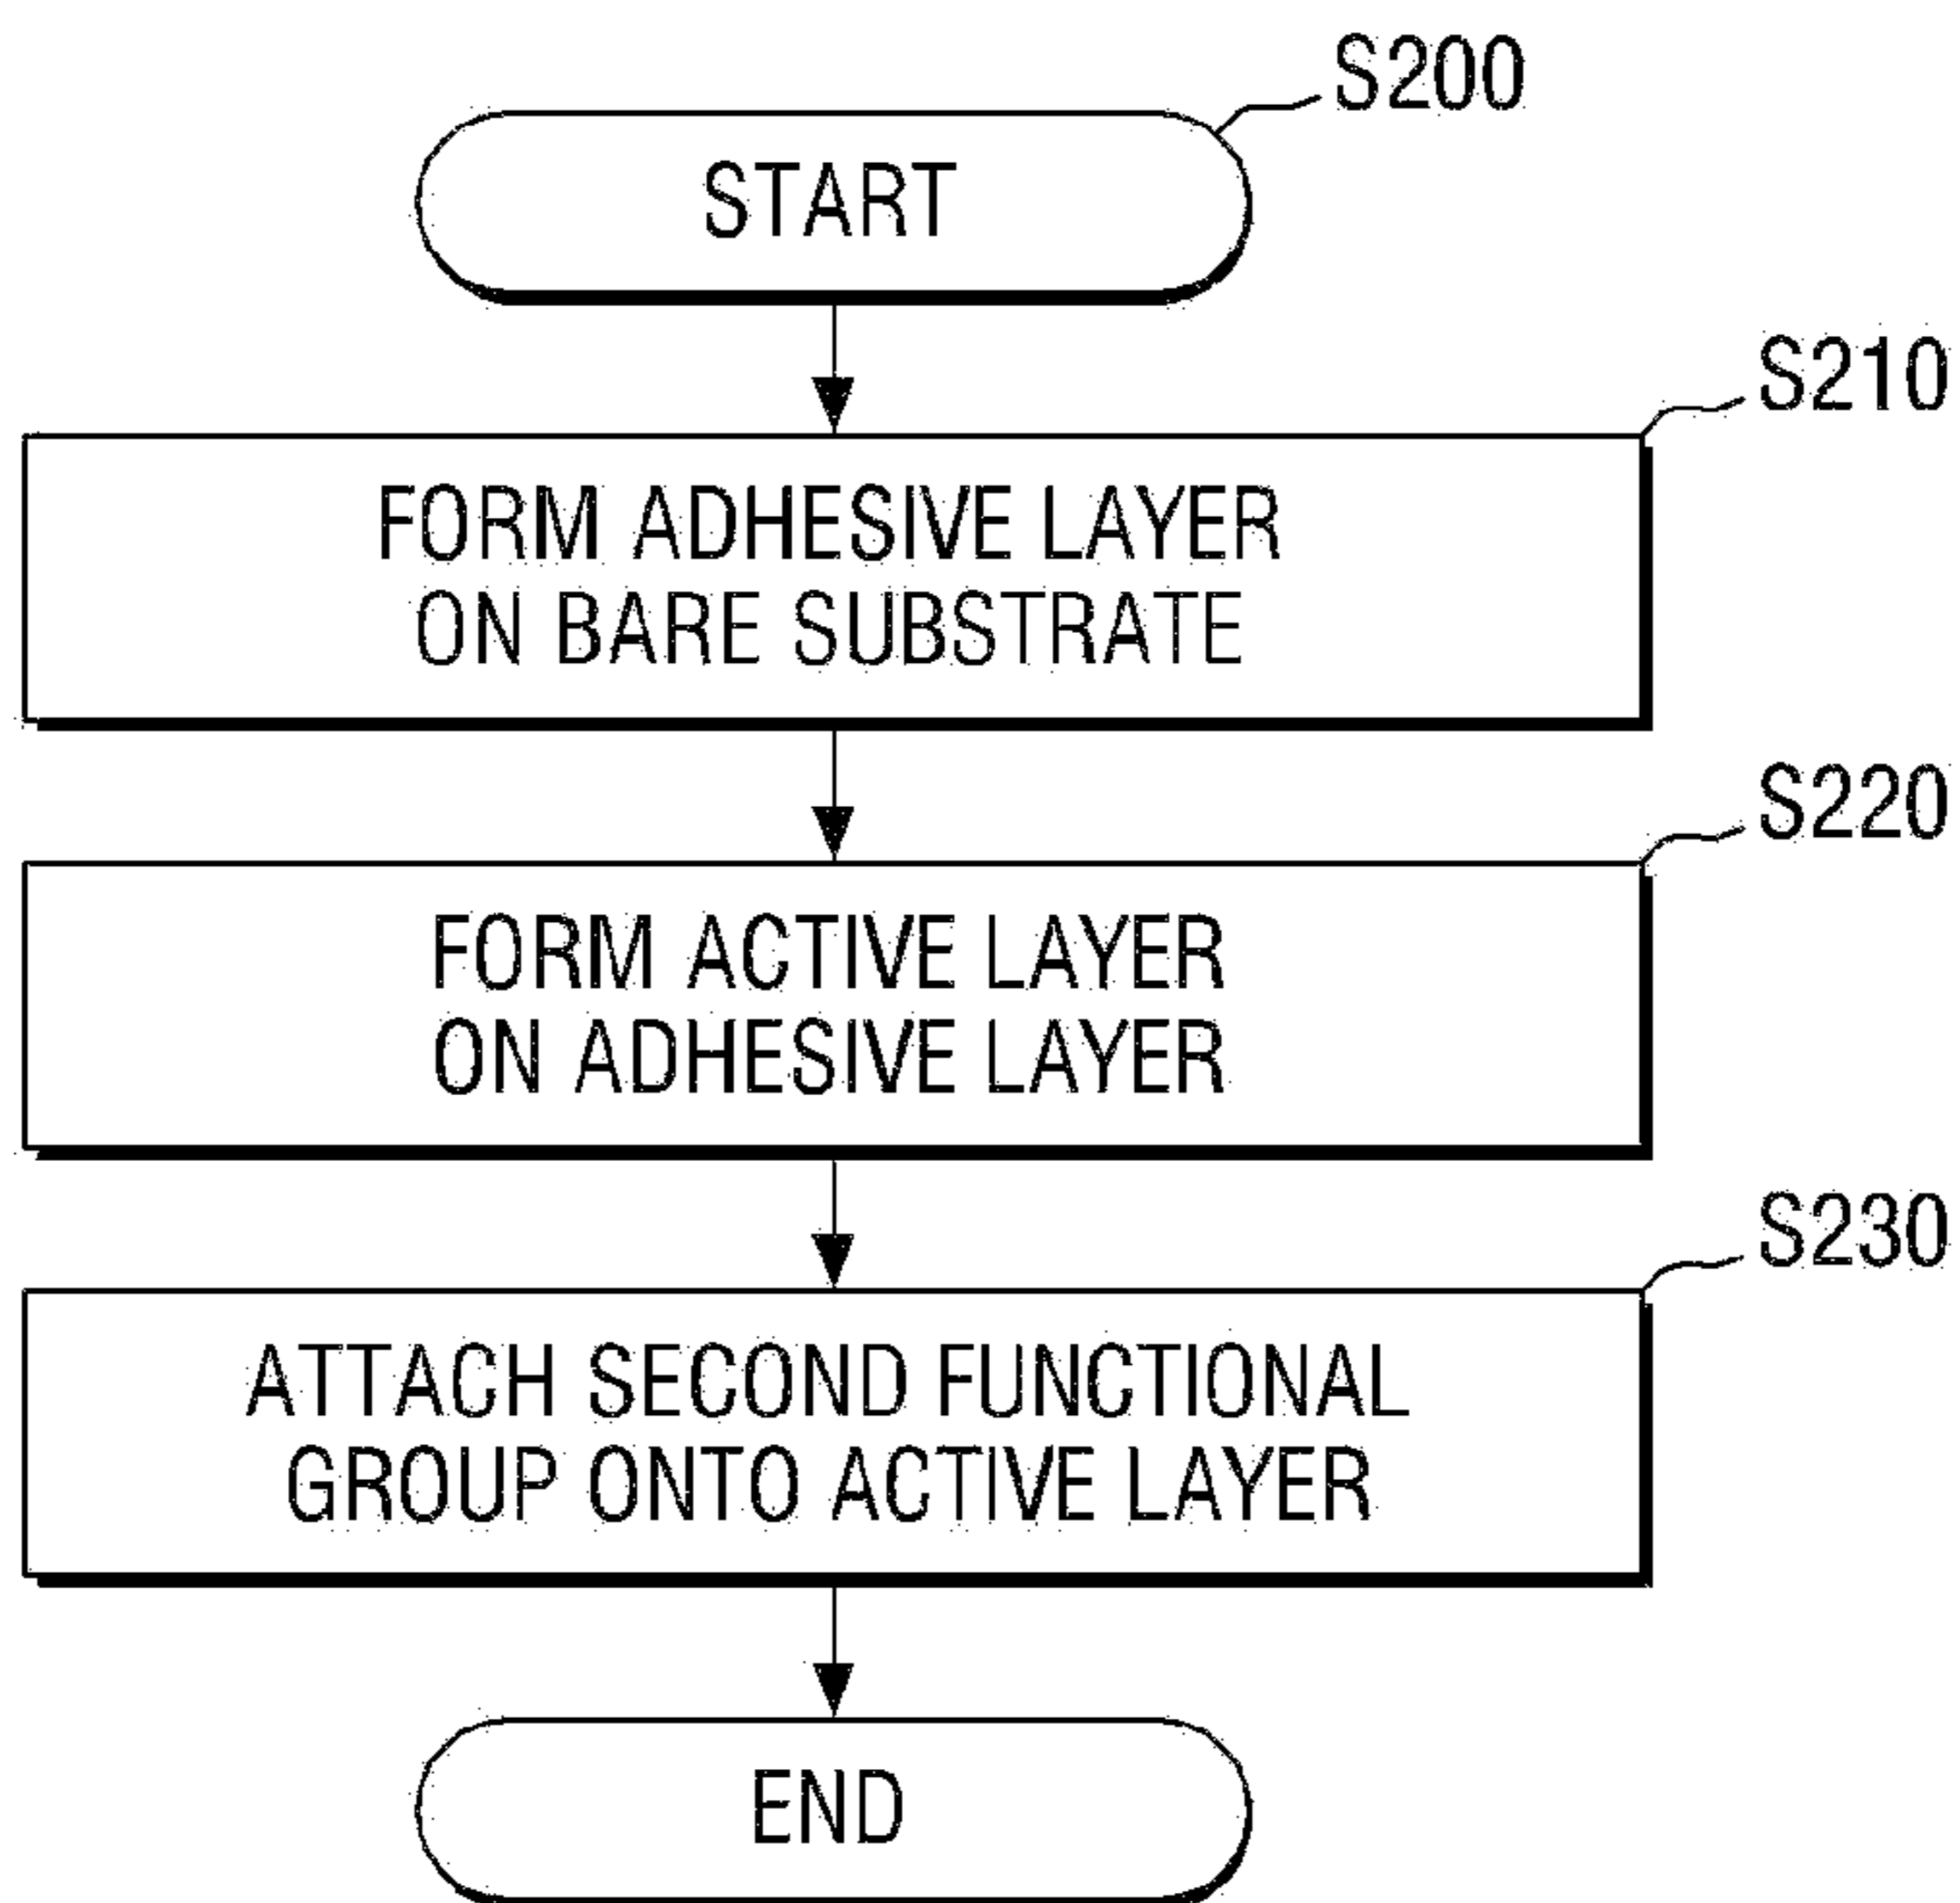 S200
START
S210
FORM ADHESIVE LAYER
ON BARE SUBSTRATE
S220
FORM ACTIVE LAYER
ON ADHESIVE LAYER
S230
ATTACH SECOND FUNCTIONAL
GROUP ONTO ACTIVE LAYER
END